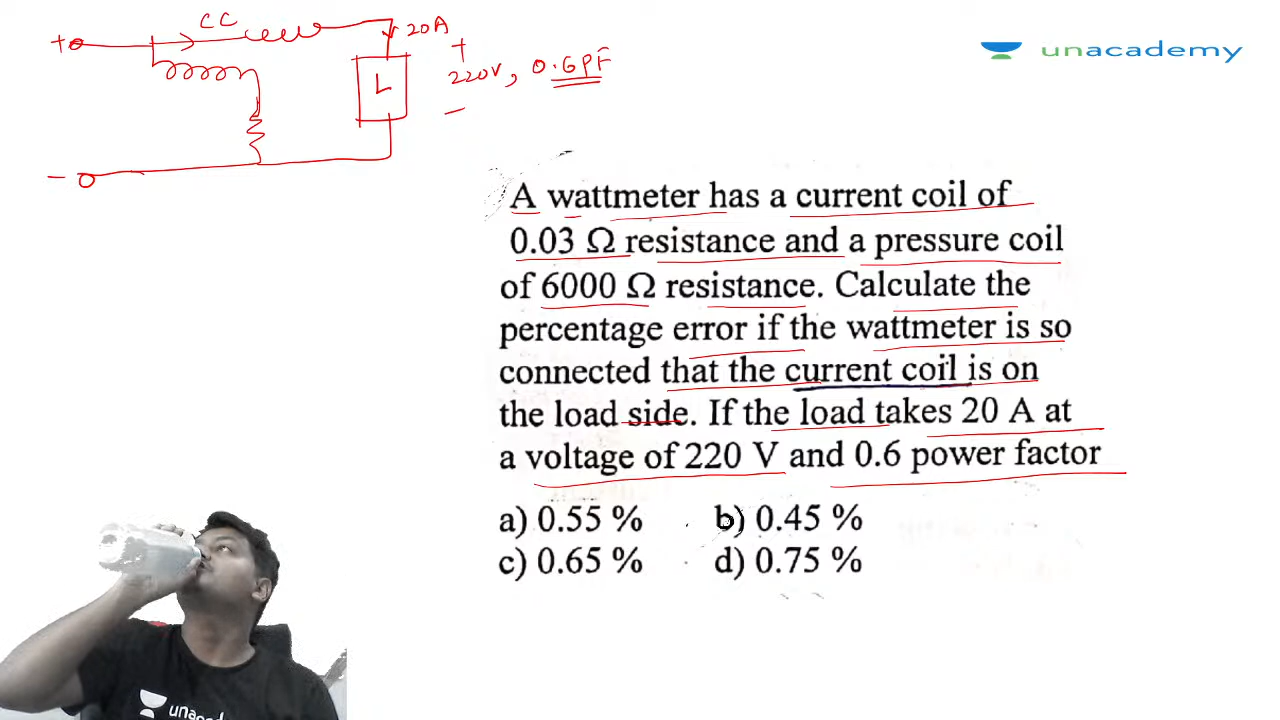 CC
20A
+
+
L
220V, 0.6PF
-
-
unacademy
A wattmeter has a current coil of
0.03 Ω resistance and a pressure coil
of 6000 Ω resistance. Calculate the
percentage error if the wattmeter is so
connected that the current coil is on
the load side. If the load takes 20 A at
a voltage of 220 V and 0.6 power factor
a) 0.55 % b) 0.45 %
c) 0.65 % d) 0.75 %